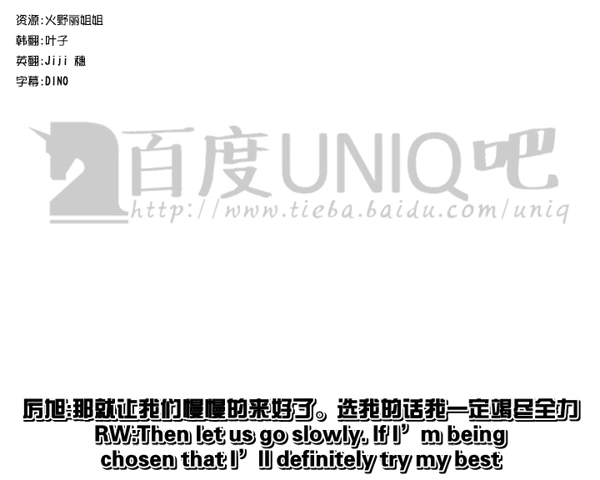 资源:火野丽姐姐
韩翻:叶子
英翻:Jiji 穗
字幕:DINO
百度UNIQ吧
http://www.tieba.baidu.com/uniq
厉旭:那就让我们慢慢的来好了。选我的话我一定竭尽全力
RW:Then let us go slowly. If I’m being
chosen that I’ll definitely try my best